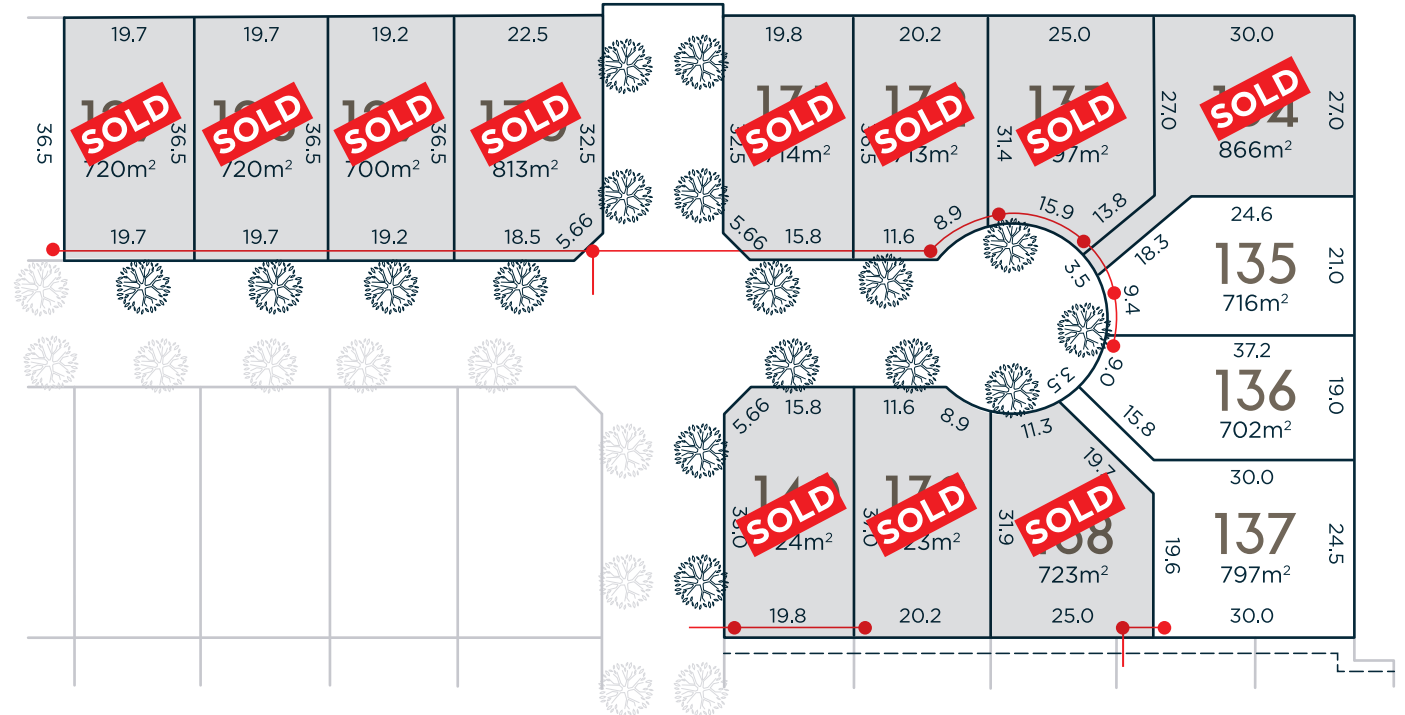 19.7
19.7
19.2
22.5
19.8
20.2
25.0
30.0
SOLD
SOLD
SOLD
SOLD
SOLD
SOLD
SOLD
SOLD
36.5
36.5
36.5
36.5
32.5
31.4
27.0
27.0
720m²
720m²
700m²
813m²
866m²
19.7
19.7
19.2
18.5
5.66
5.66
15.8
11.6
8.9
15.9
13.8
18.3
3.5
9.4
24.6
135
716m²
21.0
37.2
136
702m²
19.0
9.0
3.5
15.8
5.66
15.8
11.6
8.9
11.3
19.7
SOLD
SOLD
SOLD
31.9
723m²
19.8
20.2
25.0
19.6
30.0
137
797m²
24.5
30.0